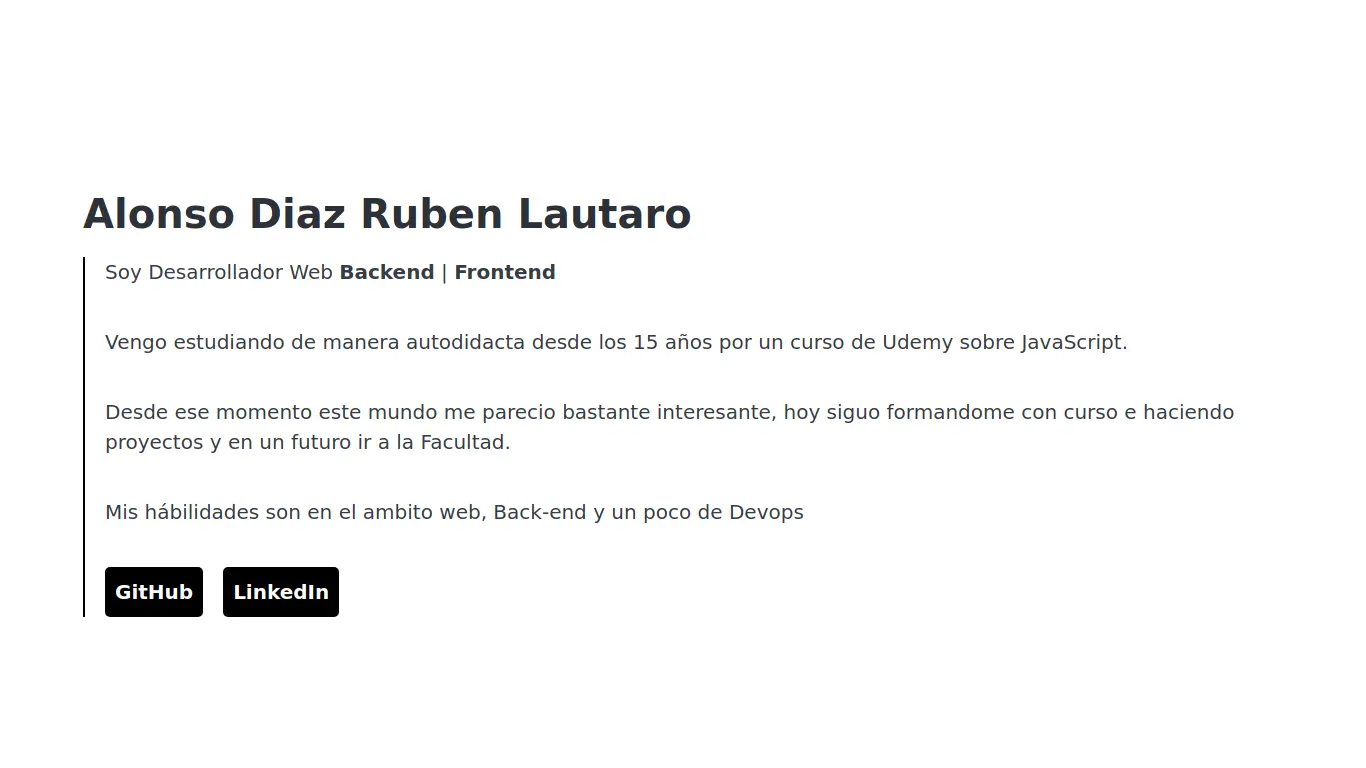 Alonso Diaz Ruben Lautaro
Soy Desarrollador Web Backend | Frontend
Vengo estudiando de manera autodidacta desde los 15 años por un curso de Udemy sobre JavaScript.
Desde ese momento este mundo me parecio bastante interesante, hoy siguo formandome con curso e haciendo
proyectos y en un futuro ir a la Facultad.
Mis hábilidades son en el ambito web, Back-end y un poco de Devops
GitHub LinkedIn